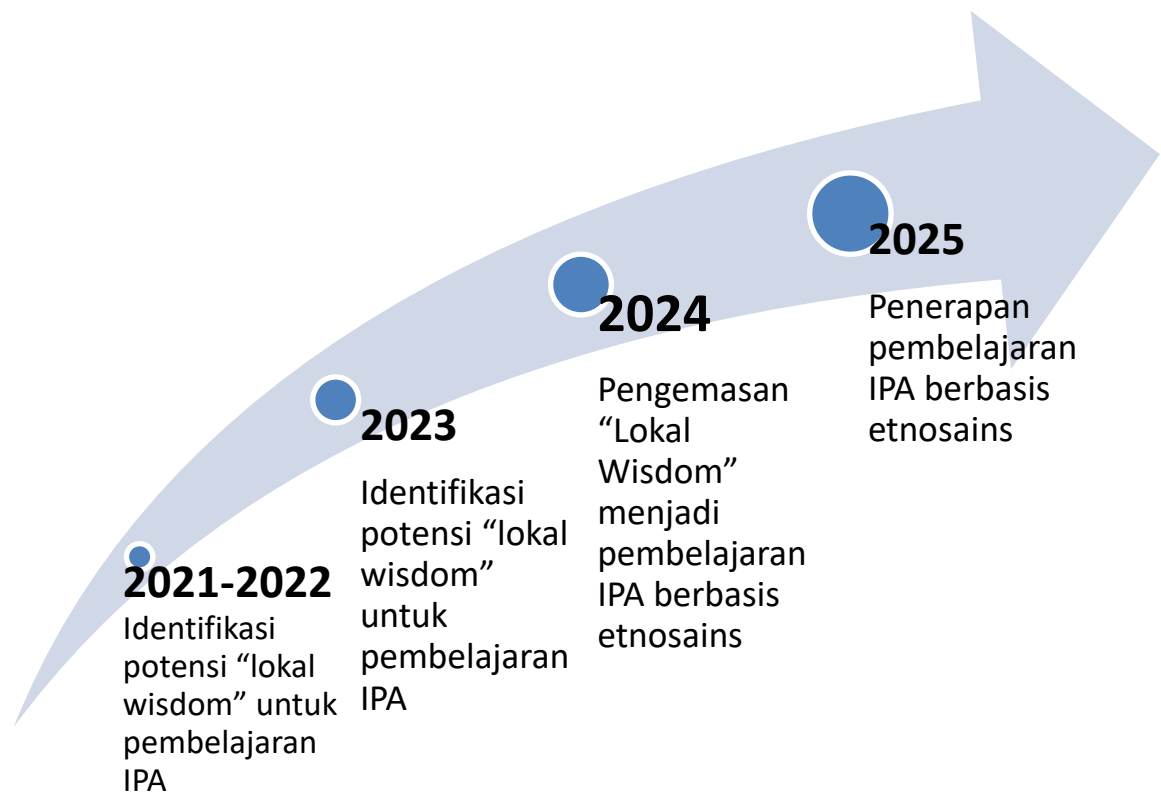 2021-2022
Identifikasi
potensi “lokal
wisdom” untuk
pembelajaran
IPA
2023
Identifikasi
potensi “lokal
wisdom”
untuk
pembelajaran
IPA
2024
Pengemasan
“Lokal
Wisdom”
menjadi
pembelajaran
IPA berbasis
etnosains
2025
Penerapan
pembelajaran
IPA berbasis
etnosains